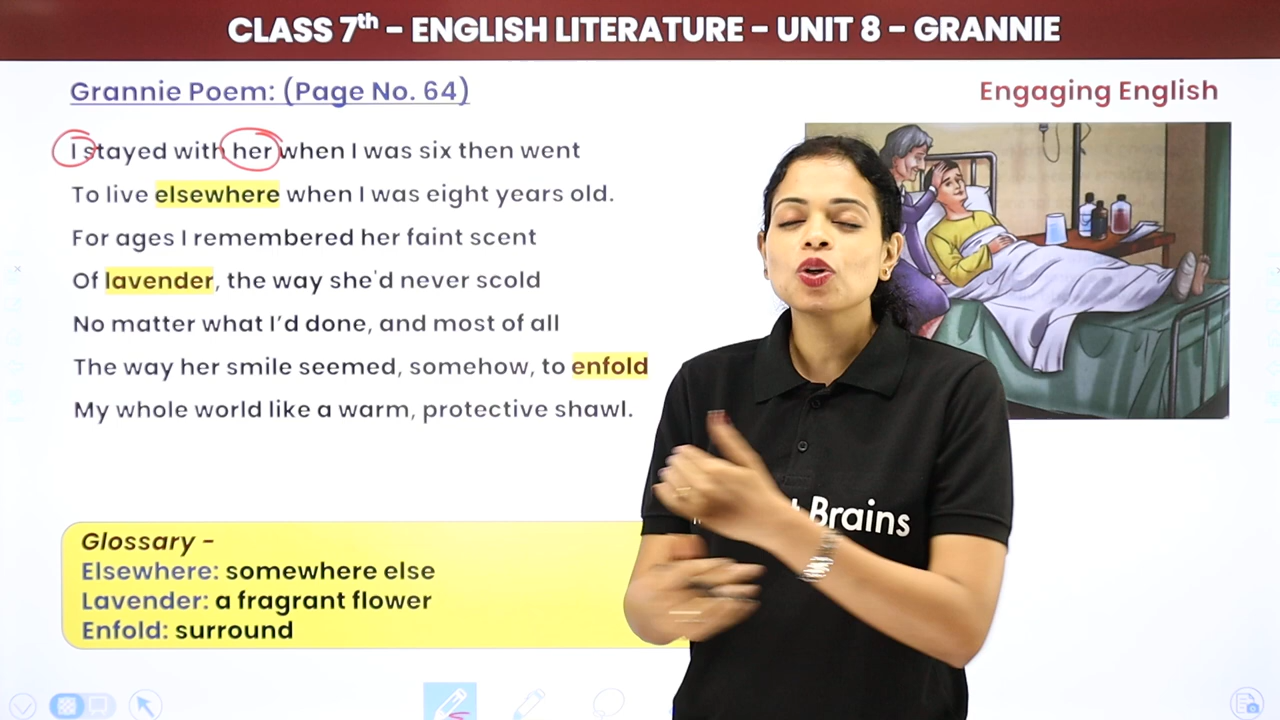 CLASS 7th - ENGLISH LITERATURE - UNIT 8 - GRANNIE
Grannie Poem: (Page No. 64)
Engaging English
I stayed with her when I was six then went
To live elsewhere when I was eight years old.
For ages I remembered her faint scent
Of lavender, the way she'd never scold
No matter what I'd done, and most of all
The way her smile seemed, somehow, to enfold
My whole world like a warm, protective shawl.
Glossary -
Elsewhere: somewhere else
Lavender: a fragrant flower
Enfold: surround
Brains